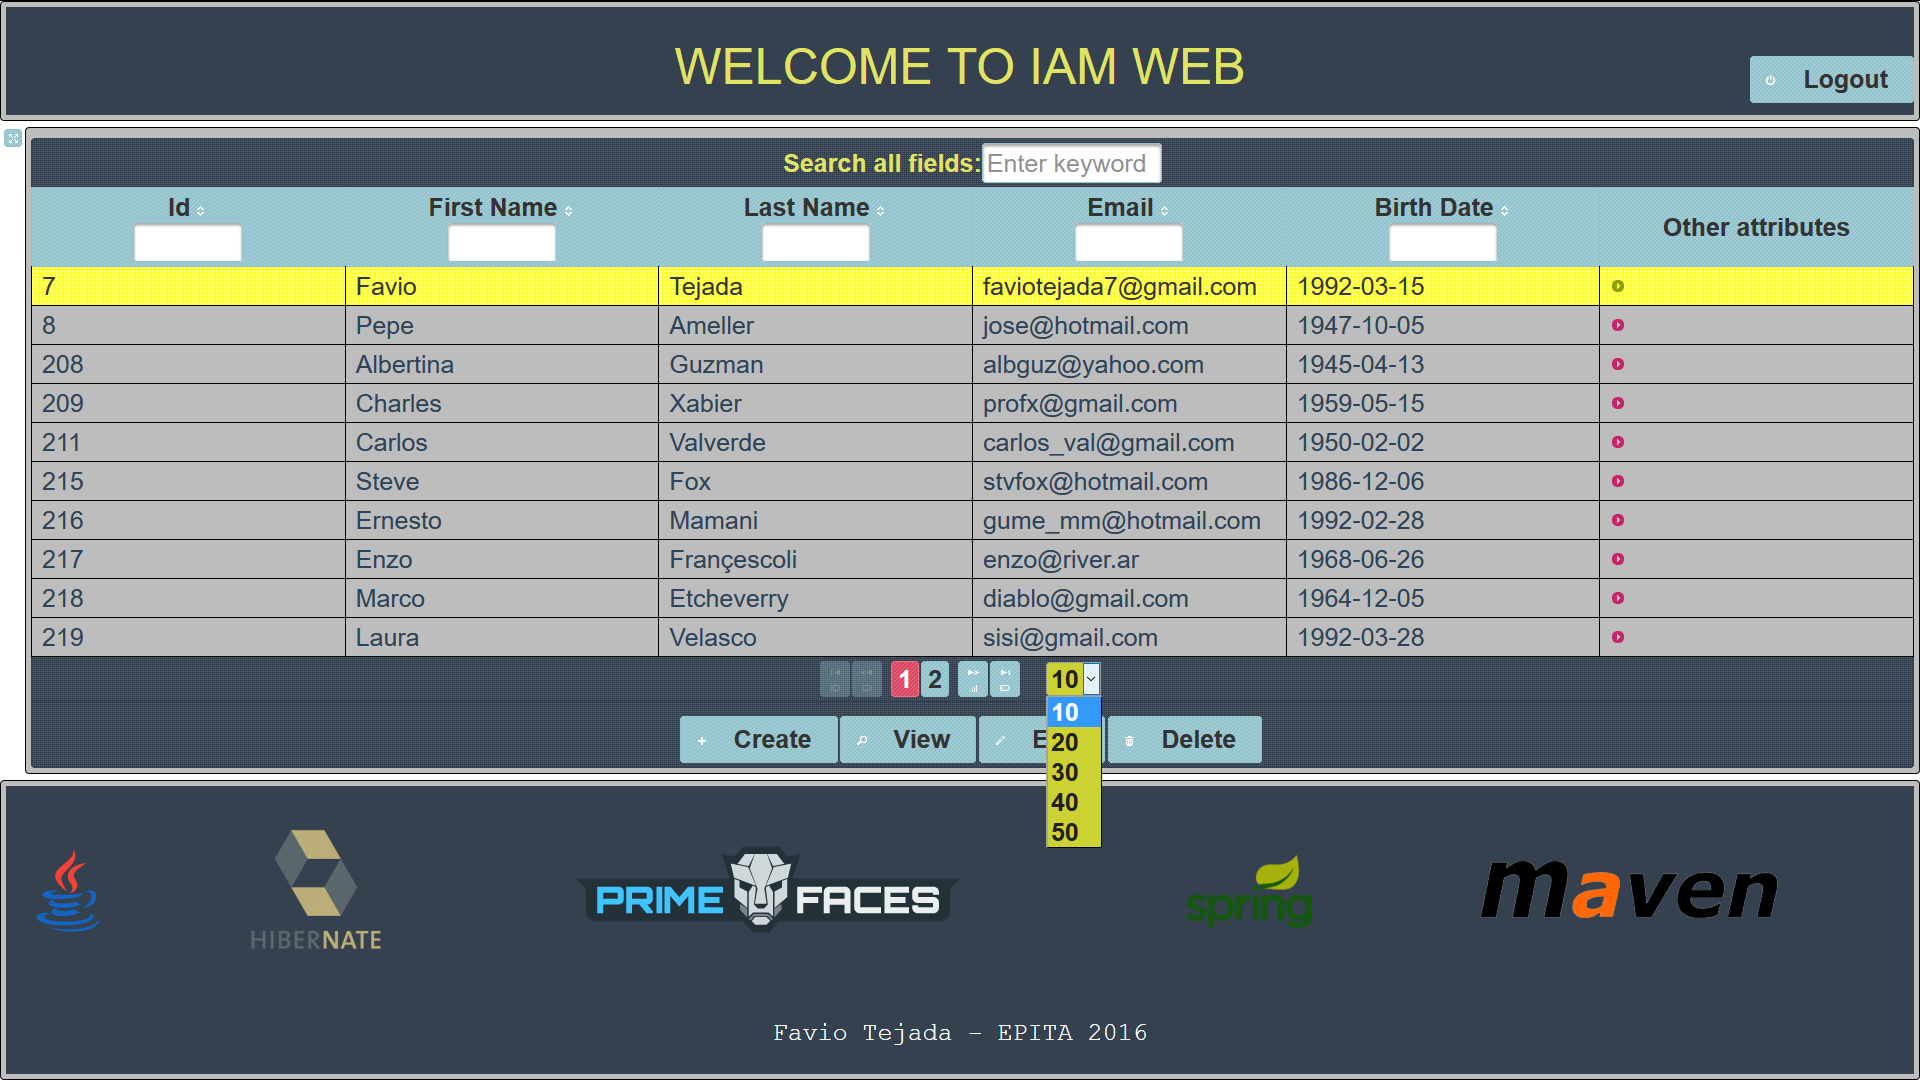 WELCOME TO IAM WEB
Logout
Search all fields: Enter keyword
Id First Name Last Name Email Birth Date Other attributes
7 Favio Tejada faviotejada7@gmail.com 1992-03-15
8 Pepe Ameller jose@hotmail.com 1947-10-05
208 Albertina Guzman albguz@yahoo.com 1945-04-13
209 Charles Xabier profx@gmail.com 1959-05-15
211 Carlos Valverde carlos_val@gmail.com 1950-02-02
215 Steve Fox stvfox@hotmail.com 1986-12-06
216 Ernesto Mamani gume_mm@hotmail.com 1992-02-28
217 Enzo Françescoli enzo@river.ar 1968-06-26
218 Marco Etcheverry diablo@gmail.com 1964-12-05
219 Laura Velasco sisi@gmail.com 1992-03-28
1 2 10
10
20
30
40
50
Create View Delete
HIBERNATE
PRIME FACES
spring
maven
Favio Tejada - EPITA 2016